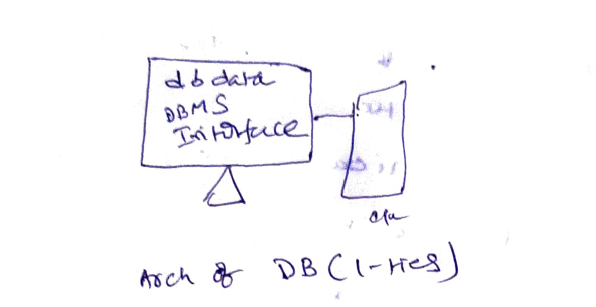 db data
DBMS
Interface
CPU
Arch of DB (1-tier)